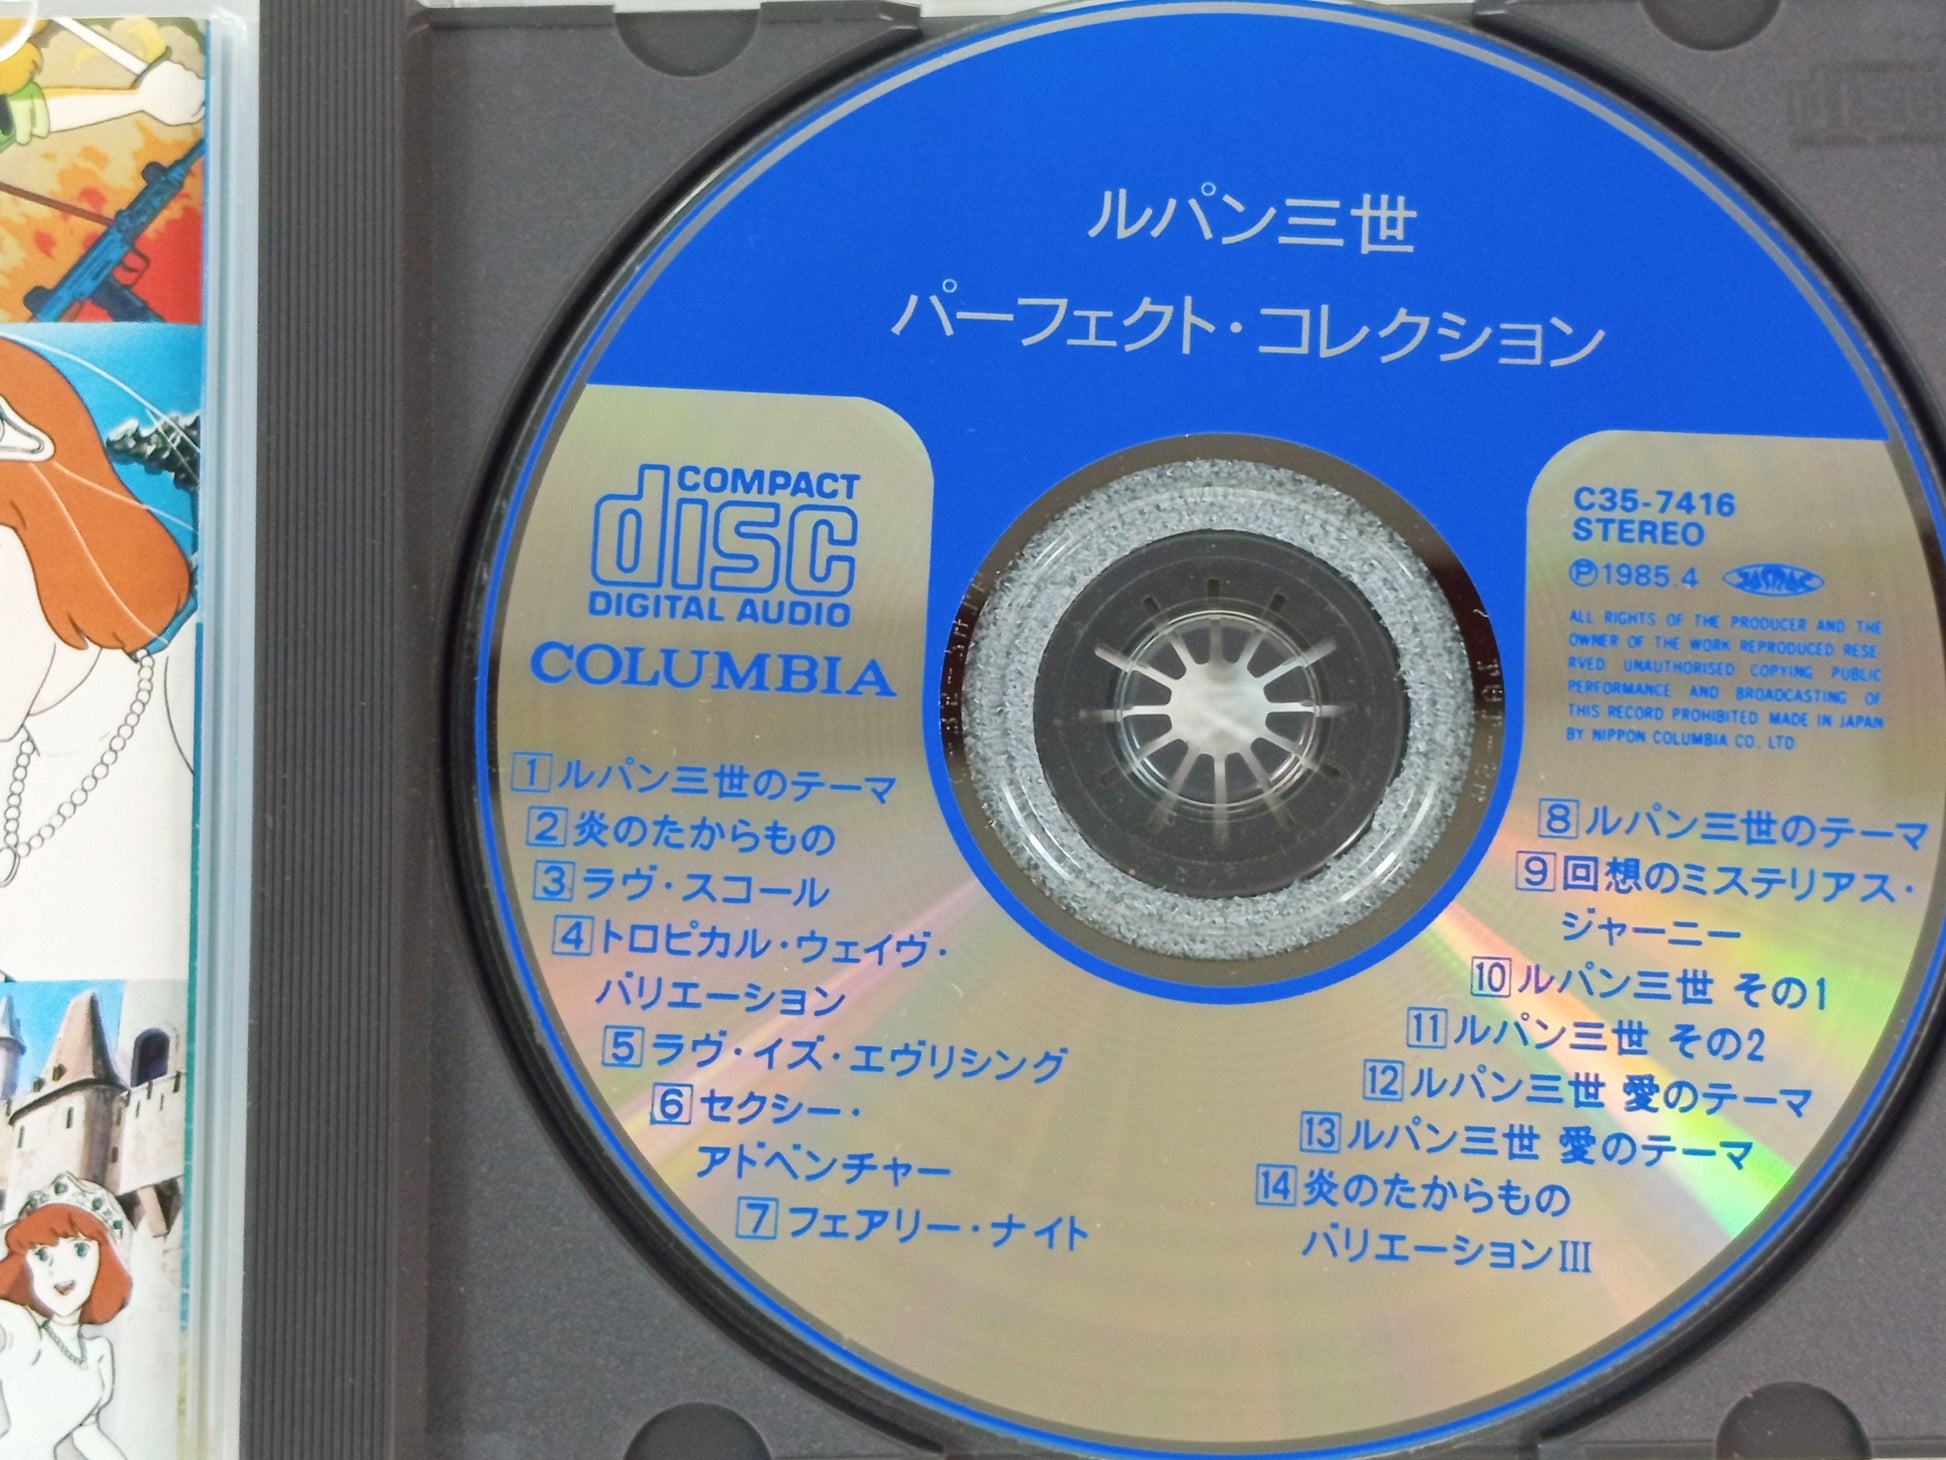 ルパン三世
パーフェクト・コレクション
COMPACT
disc
DIGITAL AUDIO
COLUMBIA
C35-7416
STEREO
Ⓟ1985.4
JASRAC
ALL RIGHTS OF THE PRODUCER AND THE
OWNER OF THE WORK REPRODUCED RESE-
RVED. UNAUTHORISED COPYING PUBLIC
PERFORMANCE AND BROADCASTING OF
THIS RECORD PROHIBITED. MADE IN JAPAN
BY NIPPON COLUMBIA CO., LTD.
1 ルパン三世のテーマ
2 炎のたからもの
3 ラヴ・スコール
4 トロピカル・ウェイヴ・
バリエーション
5 ラヴ・イズ・エヴリシング
6 セクシー・
アドベンチャー
7 フェアリー・ナイト
8 ルパン三世のテーマ
9 回想のミステリアス・
ジャーニー
10 ルパン三世 その1
11 ルパン三世 その2
12 ルパン三世 愛のテーマ
13 ルパン三世 愛のテーマ
14 炎のたからもの
バリエーションIII